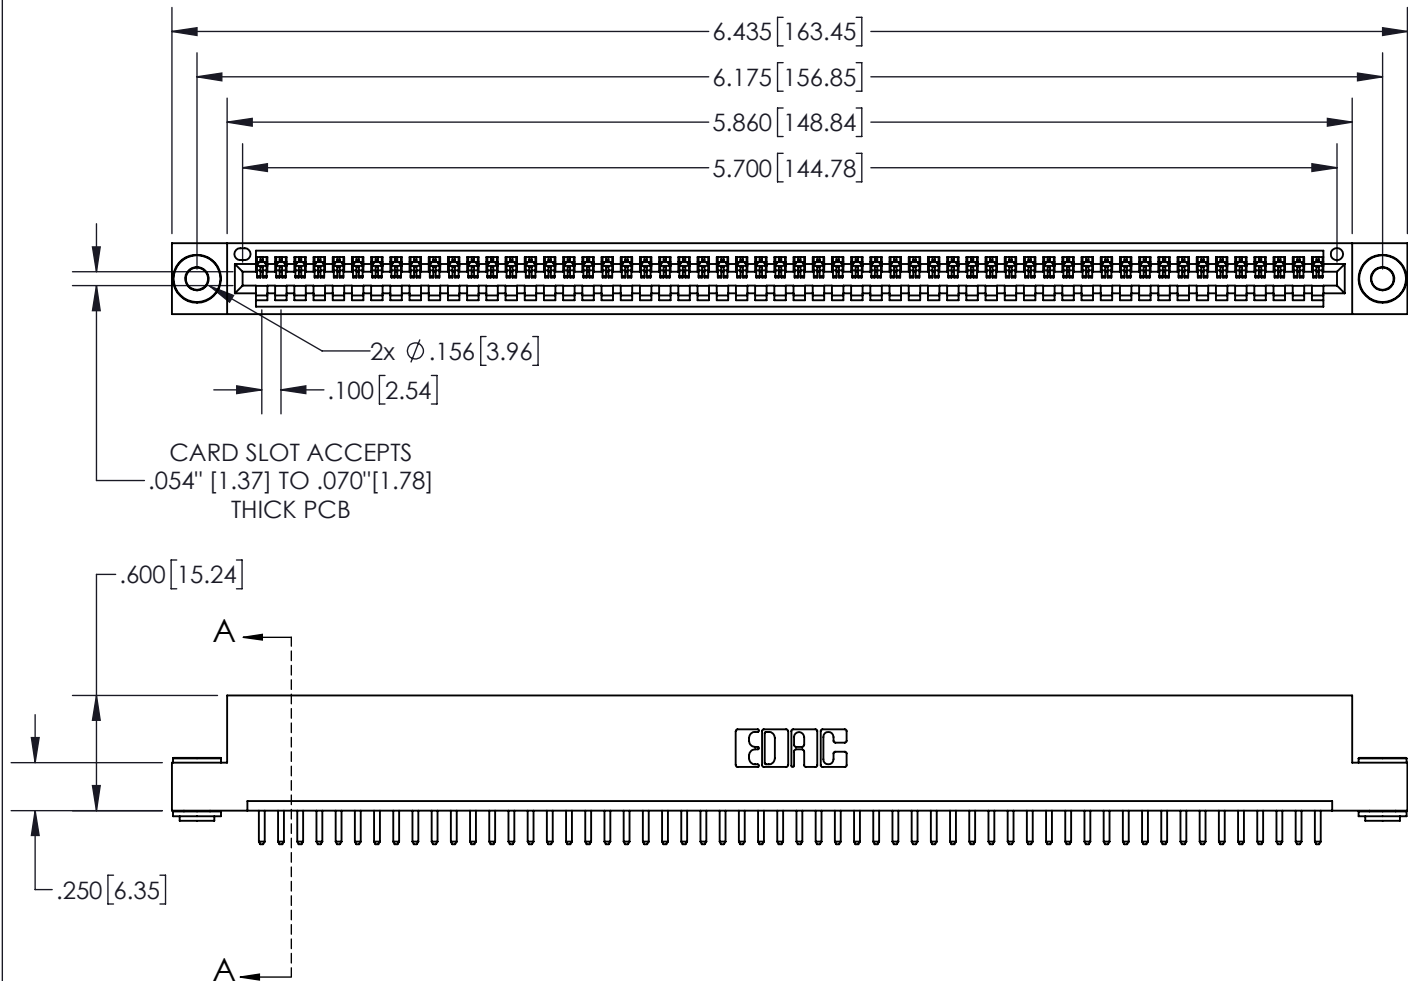 6.435[163.45]
6.175[156.85]
5.860[148.84]
5.700[144.78]
2x Ø.156[3.96]
.100[2.54]
CARD SLOT ACCEPTS
.054" [1.37] TO .070"[1.78]
THICK PCB
.600[15.24]
A
EDAC
.250[6.35]
A